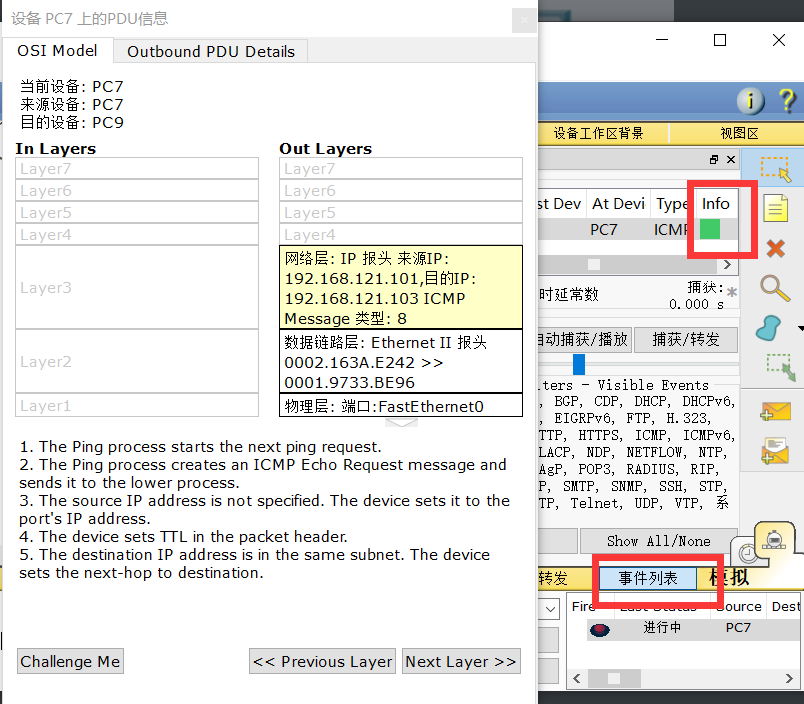 设备 PC7 上的PDU信息
OSI Model
Outbound PDU Details
当前设备: PC7
来源设备: PC7
目的设备: PC9
In Layers
Layer7
Layer6
Layer5
Layer4
Layer3
Layer2
Layer1
Out Layers
Layer7
Layer6
Layer5
Layer4
网络层: IP 报头 来源IP:
192.168.121.101,目的IP:
192.168.121.103 ICMP
Message 类型: 8
数据链路层: Ethernet II 报头
0002.163A.E242 >>
0001.9733.BE96
物理层: 端口:FastEthernet0
1. The Ping process starts the next ping request.
2. The Ping process creates an ICMP Echo Request message and
sends it to the lower process.
3. The source IP address is not specified. The device sets it to the
port's IP address.
4. The device sets TTL in the packet header.
5. The destination IP address is in the same subnet. The device
sets the next-hop to destination.
Challenge Me
<< Previous Layer
Next Layer >>
设备工作区背景
视图区
st Dev
At Devi
Type
Info
PC7
ICMP
时延常数
捕获:
0.000 s
自动捕获/播放
捕获/转发
ters - Visible Events
, BGP, CDP, DHCP, DHCPv6,
, EIGRPv6, FTP, H.323,
TTP, HTTPS, ICMP, ICMPv6,
LACP, NDP, NETFLOW, NTP,
AgP, POP3, RADIUS, RIP,
P, SMTP, SNMP, SSH, STP,
TP, Telnet, UDP, VTP, 系
Show All/None
转发
事件列表
模拟
Fire
Last Status
Source
Dest
进行中
PC7